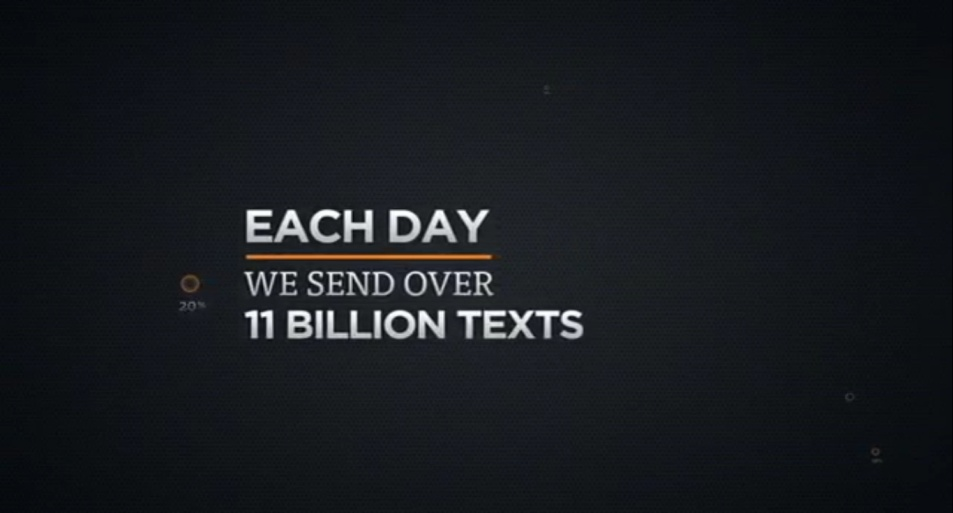 EACH DAY
WE SEND OVER
20%
11 BILLION TEXTS